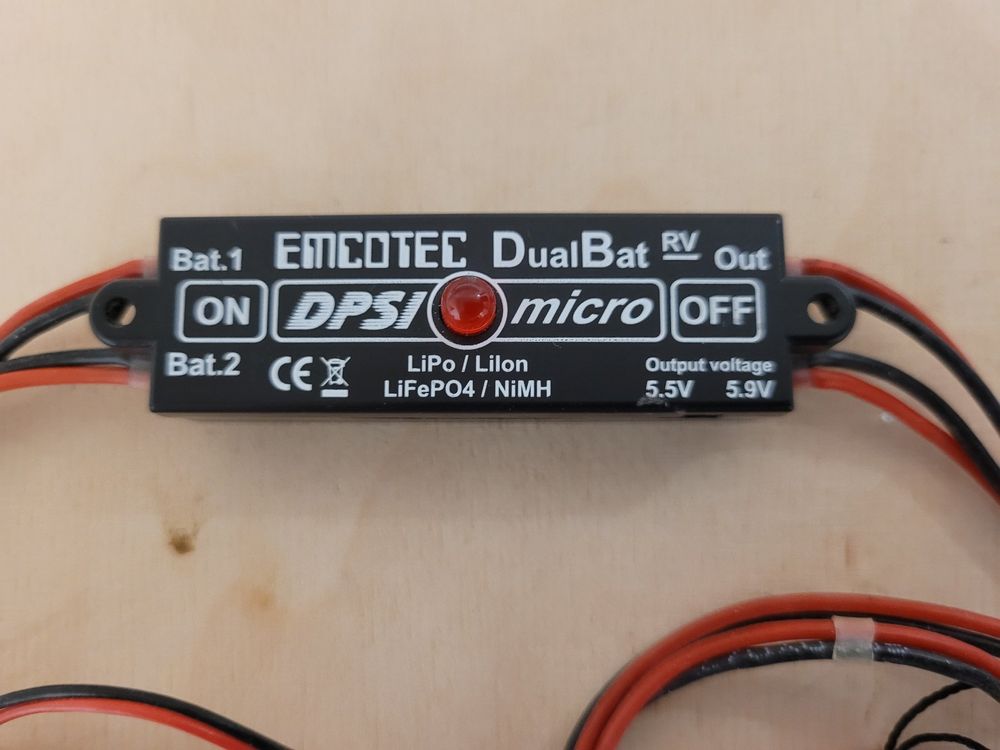 Bat.1 EMCOTEC DualBat RV Out
ON DPSI micro OFF
Bat.2 CE LiPo / LiIon Output voltage
LiFePO4 / NiMH 5.5V 5.9V